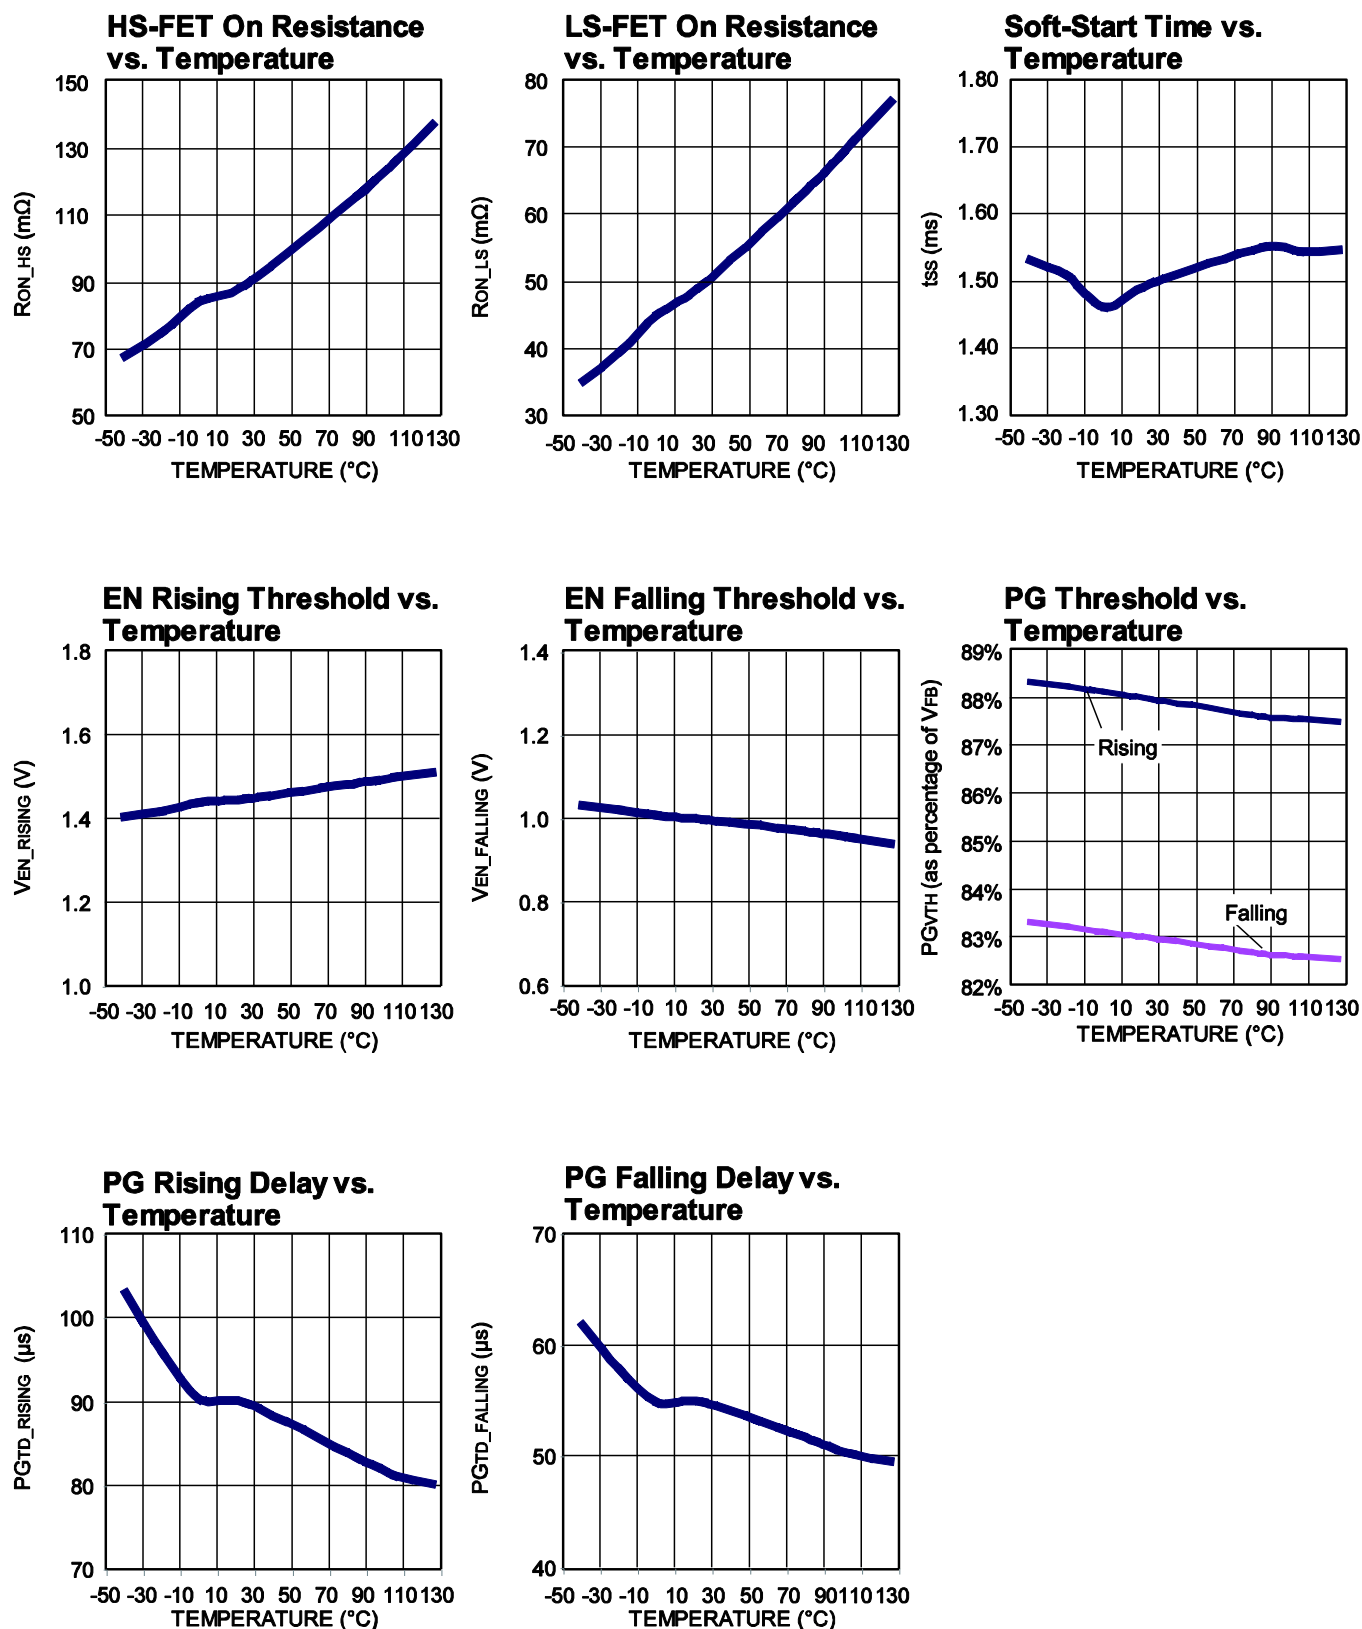 HS-FET On Resistance
vs. Temperature
150
130
110
90
70
50
RON_HS (mΩ)
-50 -30 -10 10 30 50 70 90 110 130
TEMPERATURE (°C)
LS-FET On Resistance
vs. Temperature
80
70
60
50
40
30
RON_LS (mΩ)
-50 -30 -10 10 30 50 70 90 110 130
TEMPERATURE (°C)
Soft-Start Time vs.
Temperature
1.80
1.70
1.60
1.50
1.40
1.30
tSS (ms)
-50 -30 -10 10 30 50 70 90 110 130
TEMPERATURE (°C)
EN Rising Threshold vs.
Temperature
1.8
1.6
1.4
1.2
1.0
VEN_RISING (V)
-50 -30 -10 10 30 50 70 90 110 130
TEMPERATURE (°C)
EN Falling Threshold vs.
Temperature
1.4
1.2
1.0
0.8
0.6
VEN_FALLING (V)
-50 -30 -10 10 30 50 70 90 110 130
TEMPERATURE (°C)
PG Threshold vs.
Temperature
89%
88%
87%
86%
85%
84%
83%
82%
PGVTH (as percentage of VFB)
Rising
Falling
-50 -30 -10 10 30 50 70 90 110 130
TEMPERATURE (°C)
PG Rising Delay vs.
Temperature
110
100
90
80
70
PGTD_RISING (µs)
-50 -30 -10 10 30 50 70 90 110 130
TEMPERATURE (°C)
PG Falling Delay vs.
Temperature
70
60
50
40
PGTD_FALLING (µs)
-50 -30 -10 10 30 50 70 90 110 130
TEMPERATURE (°C)